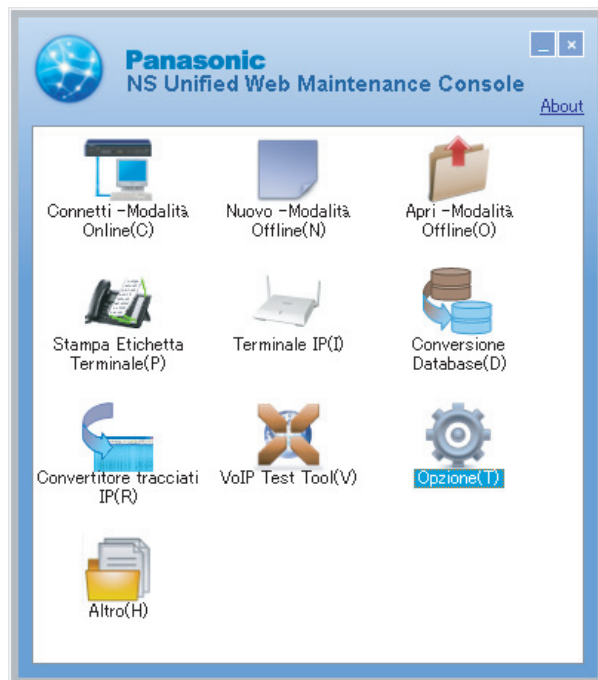 Panasonic
NS Unified Web Maintenance Console
About
Connetti -Modalità
Online(C)
Nuovo -Modalità
Offline(N)
Apri -Modalità
Offline(O)
Stampa Etichetta
Terminale(P)
Terminale IP(I)
Conversione
Database(D)
Convertitore tracciati
IP(R)
VoIP Test Tool(V)
Opzione(T)
Altro(H)